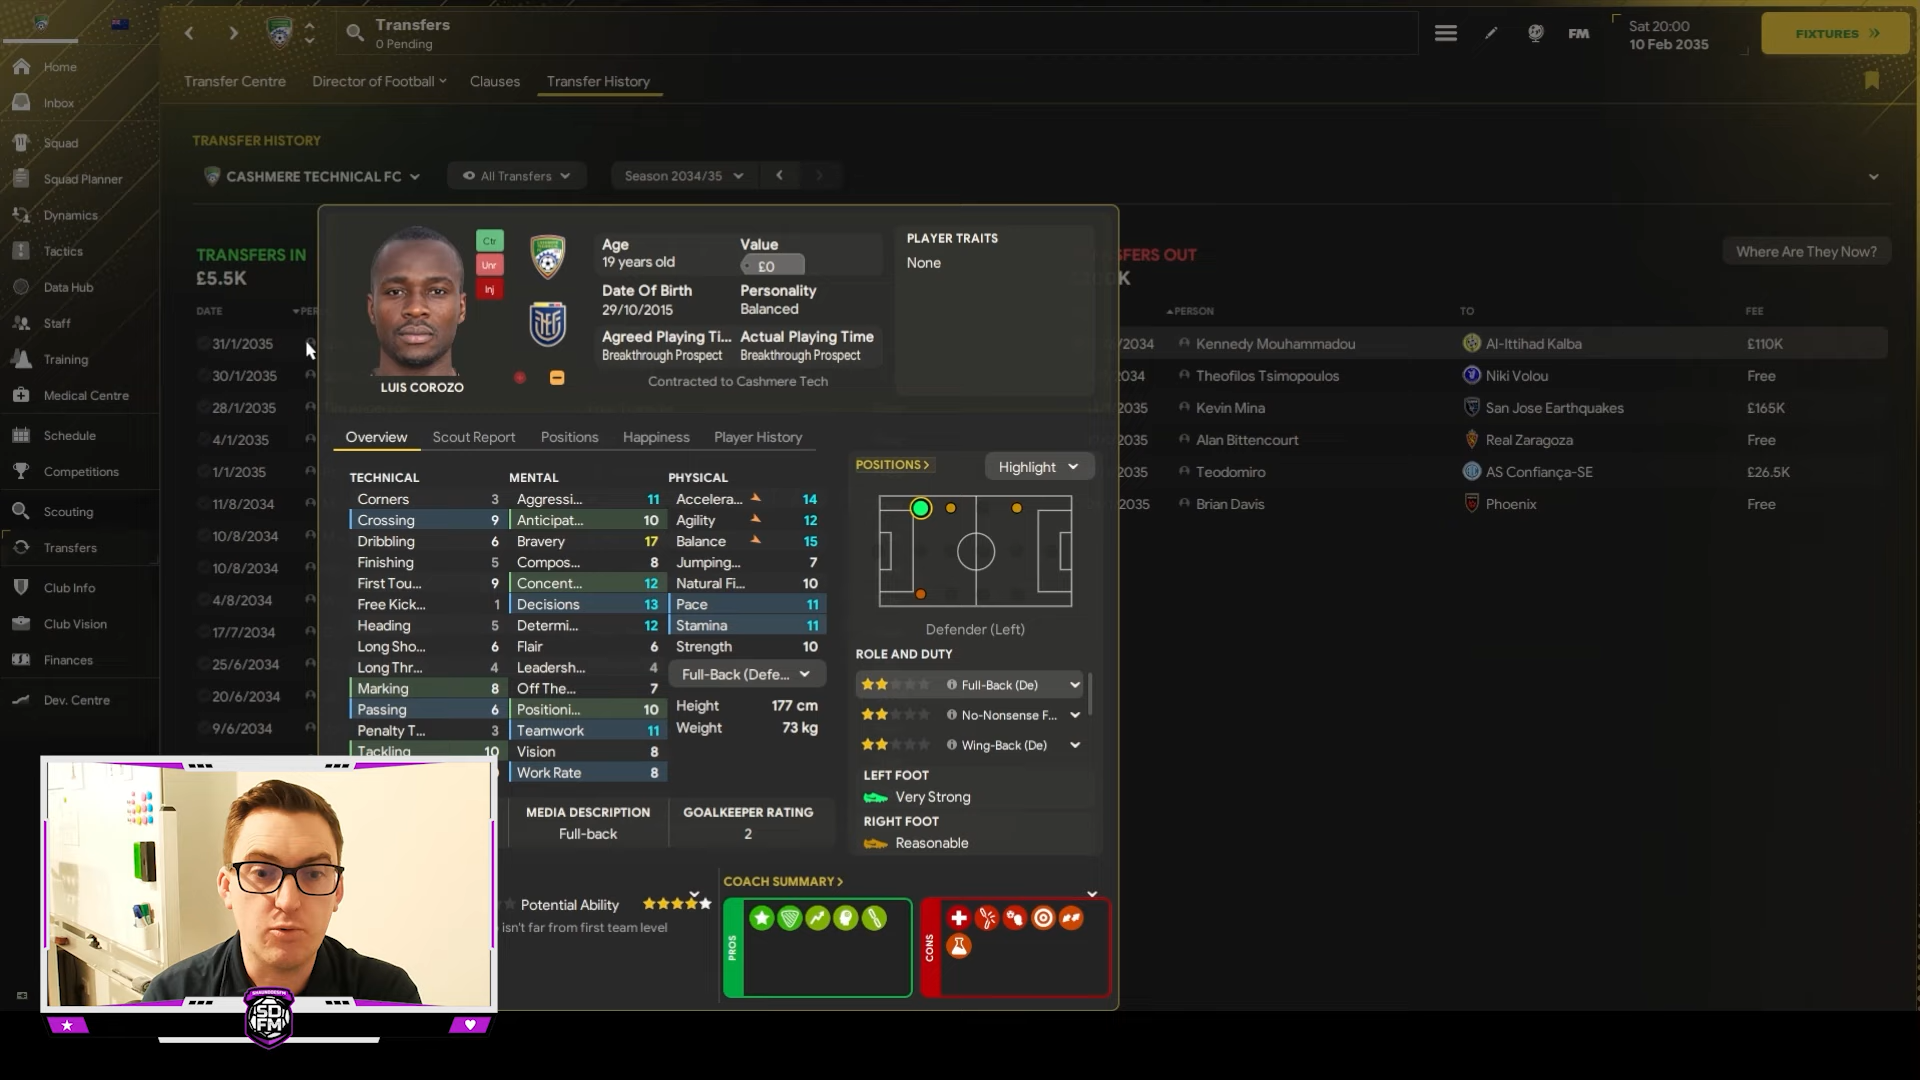 Transfers
0 Pending
FM
Sat 20:00
10 Feb 2035
FIXTURES
Transfer Centre
Director of Football
Clauses
Transfer History
Home
Inbox
Squad
Squad Planner
Dynamics
Tactics
Data Hub
Staff
Training
Medical Centre
Schedule
Competitions
Scouting
Transfers
Club Info
Club Vision
Finances
Dev. Centre
TRANSFER HISTORY
CASHMERE TECHNICAL FC
All Transfers
Season 2034/35
TRANSFERS IN
£5.5K
DATE
PER
31/1/2035
30/1/2035
28/1/2035
4/1/2035
1/1/2035
11/8/2034
10/8/2034
10/8/2034
4/8/2034
17/7/2034
25/6/2034
20/6/2034
9/6/2034
Ctr
Unr
Inj
LUIS COROZO
Age
19 years old
Value
£0
Date Of Birth
29/10/2015
Personality
Balanced
Agreed Playing Ti...
Breakthrough Prospect
Actual Playing Time
Breakthrough Prospect
Contracted to Cashmere Tech
PLAYER TRAITS
None
Overview
Scout Report
Positions
Happiness
Player History
TECHNICAL
Corners 3
Crossing 9
Dribbling 6
Finishing 5
First Tou... 9
Free Kick... 1
Heading 5
Long Sho... 6
Long Thr... 4
Marking 8
Passing 6
Penalty T... 3
Tackling 10
MENTAL
Aggressi... 11
Anticipat... 10
Bravery 17
Compos... 8
Concent... 12
Decisions 13
Determi... 12
Flair 6
Leadersh... 4
Off The... 7
Positioni... 10
Teamwork 11
Vision 8
Work Rate 8
PHYSICAL
Accelera... 14
Agility 12
Balance 15
Jumping... 7
Natural Fi... 10
Pace 11
Stamina 11
Strength 10
Full-Back (Defe...
Height 177 cm
Weight 73 kg
MEDIA DESCRIPTION
Full-back
GOALKEEPER RATING
2
POSITIONS
Highlight
Defender (Left)
ROLE AND DUTY
Full-Back (De)
No-Nonsense F...
Wing-Back (De)
LEFT FOOT
Very Strong
RIGHT FOOT
Reasonable
Potential Ability
isn't far from first team level
COACH SUMMARY
PROS
CONS
SFERS OUT
K
Where Are They Now?
PERSON
TO
FEE
/2034 Kennedy Mouhammadou Al-Ittihad Kalba £110K
034 Theofilos Tsimopoulos Niki Volou Free
035 Kevin Mina San Jose Earthquakes £165K
035 Alan Bittencourt Real Zaragoza Free
035 Teodomiro AS Confiança-SE £26.5K
/2035 Brian Davis Phoenix Free
SDFM